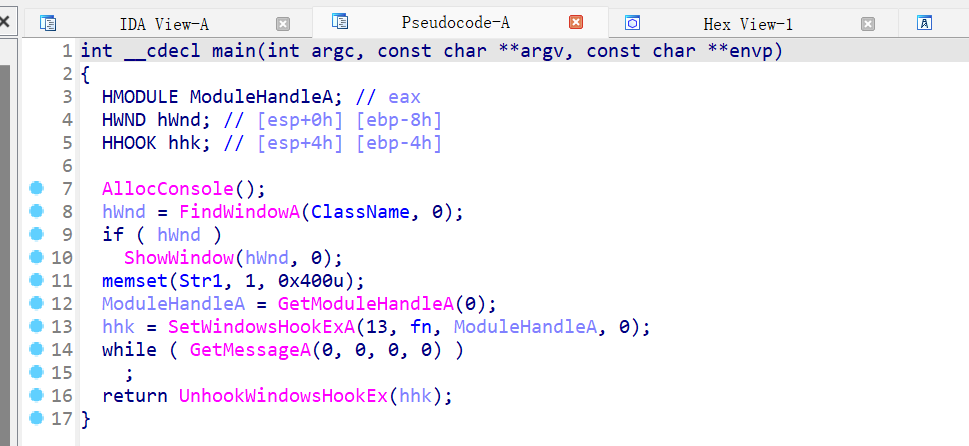 IDA View-A Pseudocode-A Hex View-1
1 int __cdecl main(int argc, const char **argv, const char **envp)
2 {
3 HMODULE ModuleHandleA; // eax
4 HWND hWnd; // [esp+0h] [ebp-8h]
5 HHOOK hhk; // [esp+4h] [ebp-4h]
6
7 AllocConsole();
8 hWnd = FindWindowA(ClassName, 0);
9 if ( hWnd )
10 ShowWindow(hWnd, 0);
11 memset(Str1, 1, 0x400u);
12 ModuleHandleA = GetModuleHandleA(0);
13 hhk = SetWindowsHookExA(13, fn, ModuleHandleA, 0);
14 while ( GetMessageA(0, 0, 0, 0) )
15 ;
16 return UnhookWindowsHookEx(hhk);
17 }